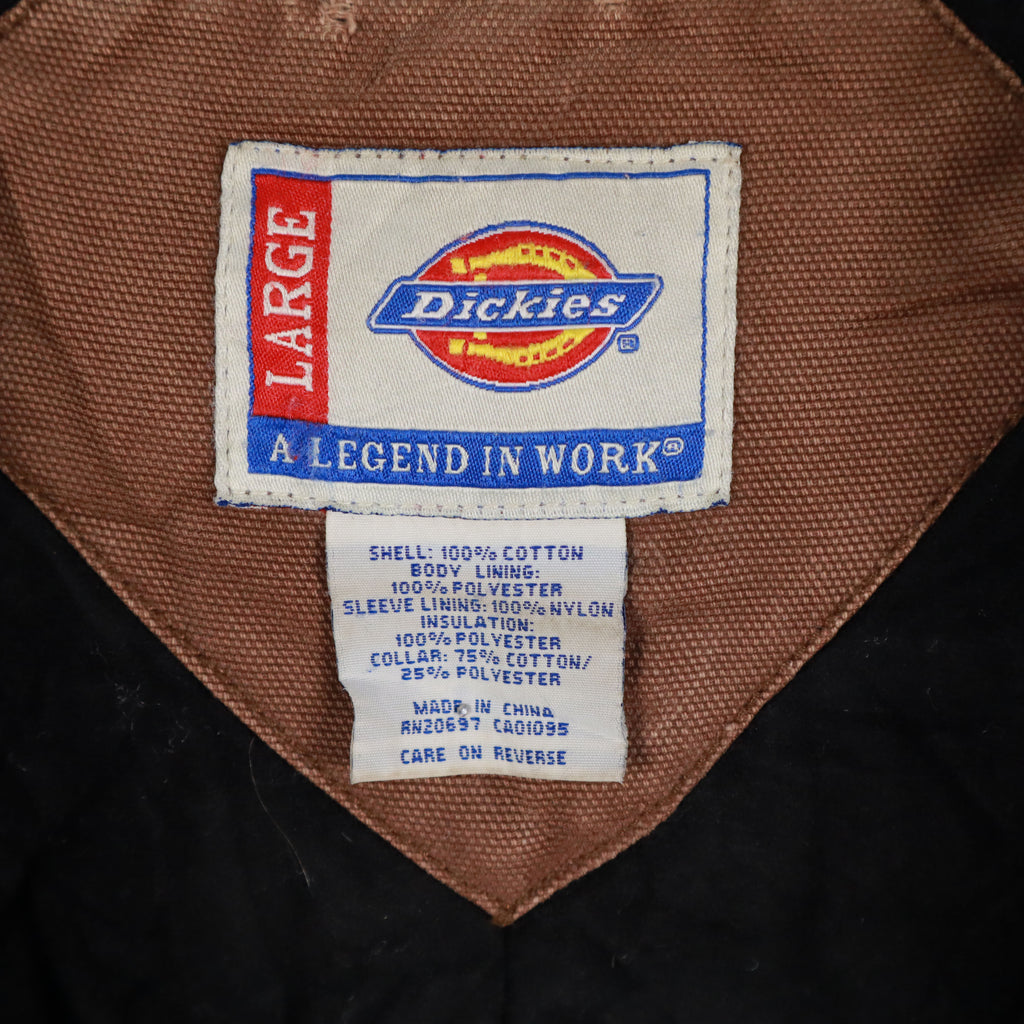 LARGE
Dickies
A LEGEND IN WORK®
SHELL: 100% COTTON
BODY LINING:
100% POLYESTER
SLEEVE LINING: 100% NYLON
INSULATION:
100% POLYESTER
COLLAR: 75% COTTON/
25% POLYESTER
MADE IN CHINA
RN20697 CA01095
CARE ON REVERSE